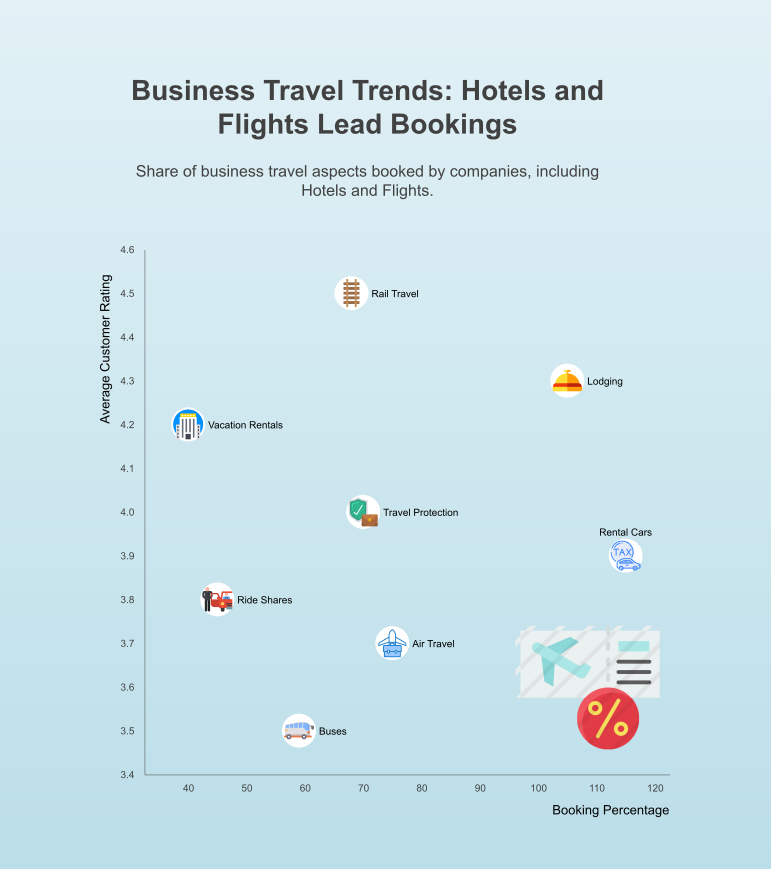 Business Travel Trends: Hotels and
Flights Lead Bookings
Share of business travel aspects booked by companies, including
Hotels and Flights.
Average Customer Rating
4.6
4.5
4.4
4.3
4.2
4.1
4.0
3.9
3.8
3.7
3.6
3.5
3.4
Rail Travel
Lodging
Vacation Rentals
Travel Protection
Rental Cars
TAX
Ride Shares
Air Travel
Buses
%
40 50 60 70 80 90 100 110 120
Booking Percentage